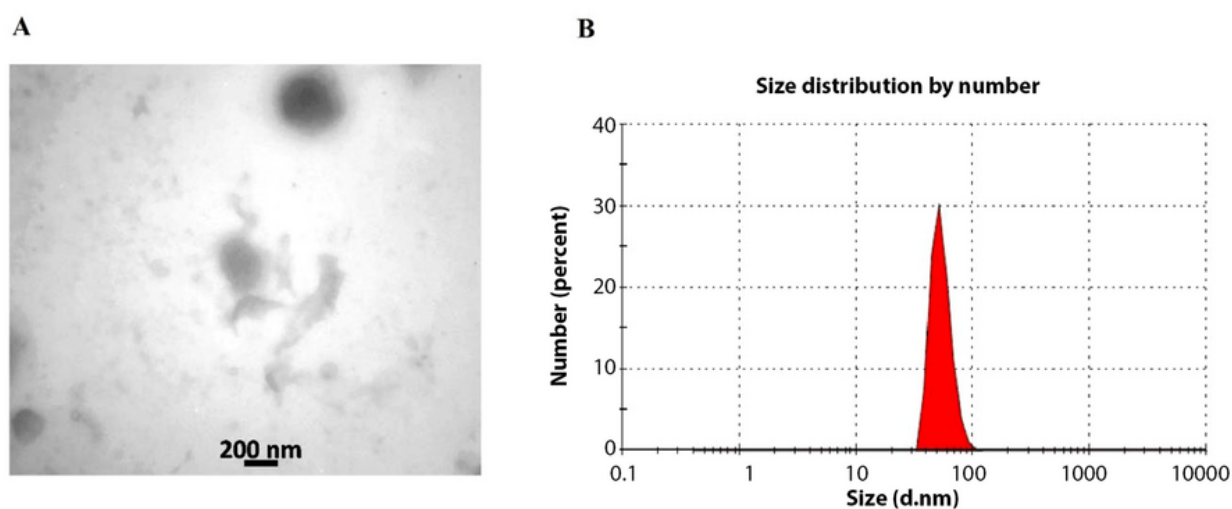 A
200 nm
B
Size distribution by number
Number (percent)
40
30
20
10
0
0.1 1 10 100 1000 10000
Size (d.nm)